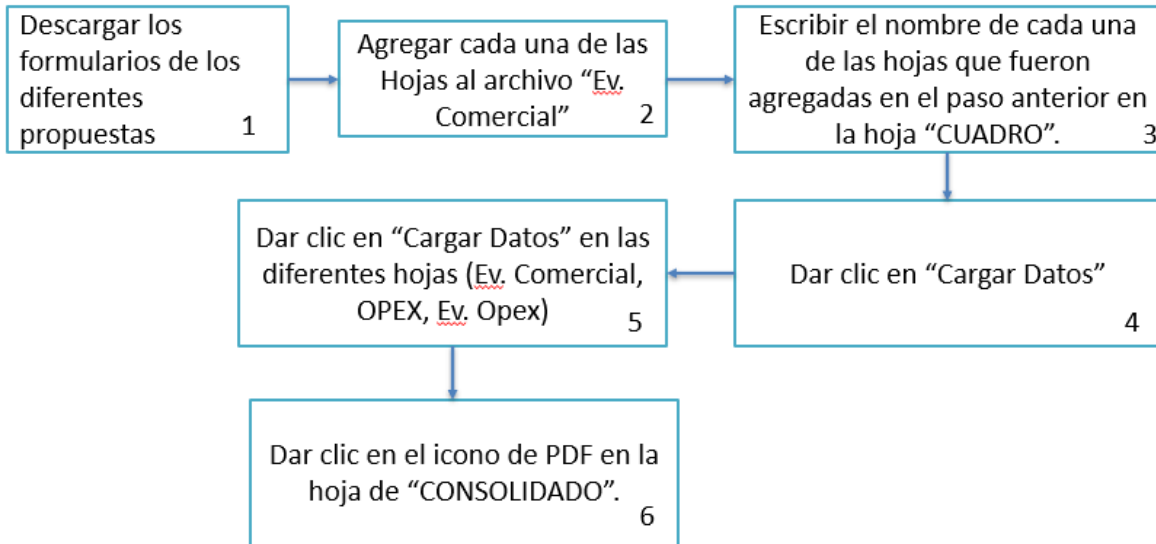 Descargar los
formularios de los
diferentes
propuestas
1
Agregar cada una de las
Hojas al archivo “Ev.
Comercial”
2
Escribir el nombre de cada una
de las hojas que fueron
agregadas en el paso anterior en
la hoja “CUADRO”.
3
Dar clic en “Cargar Datos”
4
Dar clic en “Cargar Datos” en las
diferentes hojas (Ev. Comercial,
OPEX, Ev. Opex)
5
Dar clic en el icono de PDF en la
hoja de “CONSOLIDADO”.
6